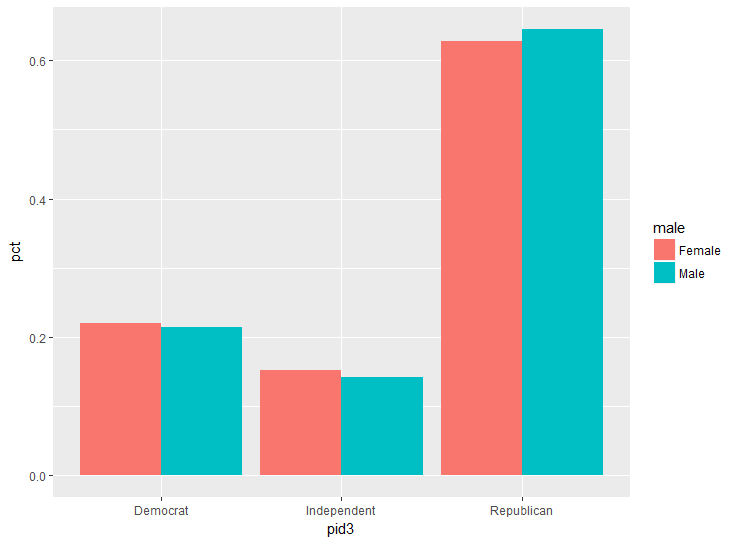 0.6
0.4
0.2
0.0
pct
Democrat
Independent
Republican
pid3
male
Female
Male